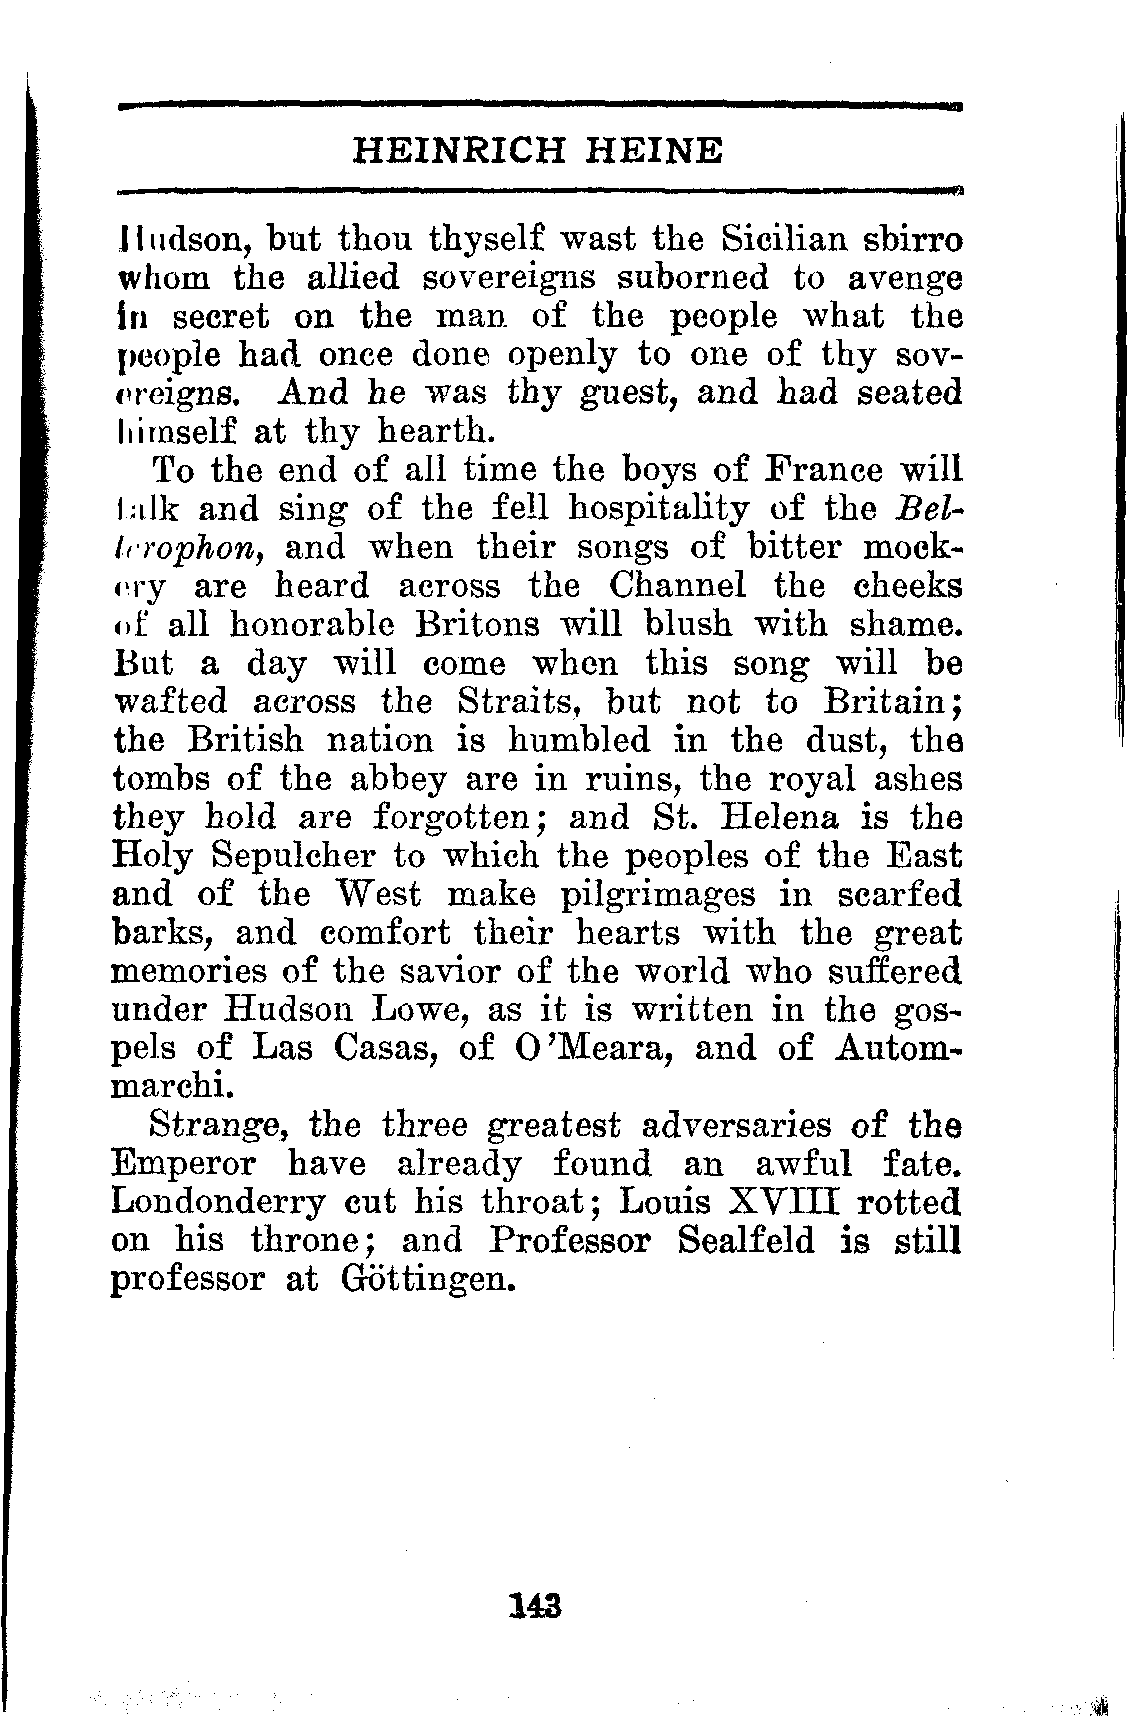 HEINRICH HEINE
Hudson, but thou thyself wast the Sicilian sbirro
whom the allied sovereigns suborned to avenge
in secret on the man of the people what the
people had once done openly to one of thy sov-
ereigns. And he was thy guest, and had seated
himself at thy hearth.
To the end of all time the boys of France will
talk and sing of the fell hospitality of the Bel-
lerophon, and when their songs of bitter mock-
ery are heard across the Channel the cheeks
of all honorable Britons will blush with shame.
But a day will come when this song will be
wafted across the Straits, but not to Britain;
the British nation is humbled in the dust, the
tombs of the abbey are in ruins, the royal ashes
they hold are forgotten; and St. Helena is the
Holy Sepulcher to which the peoples of the East
and of the West make pilgrimages in scarfed
barks, and comfort their hearts with the great
memories of the savior of the world who suffered
under Hudson Lowe, as it is written in the gos-
pels of Las Casas, of O'Meara, and of Autom-
marchi.
Strange, the three greatest adversaries of the
Emperor have already found an awful fate.
Londonderry cut his throat; Louis XVIII rotted
on his throne; and Professor Sealfeld is still
professor at Göttingen.
143